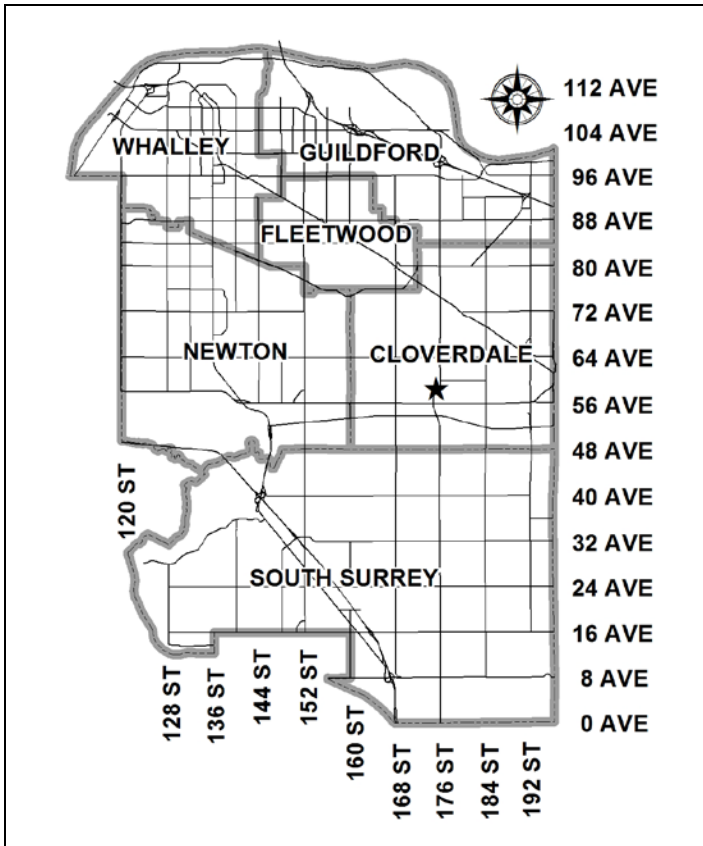 112 AVE
104 AVE
WHALLEY
GUILDFORD
96 AVE
88 AVE
FLEETWOOD
80 AVE
72 AVE
NEWTON
CLOVERDALE
64 AVE
56 AVE
48 AVE
120 ST
40 AVE
32 AVE
SOUTH SURREY
24 AVE
16 AVE
128 ST
136 ST
144 ST
152 ST
160 ST
8 AVE
0 AVE
168 ST
176 ST
184 ST
192 ST